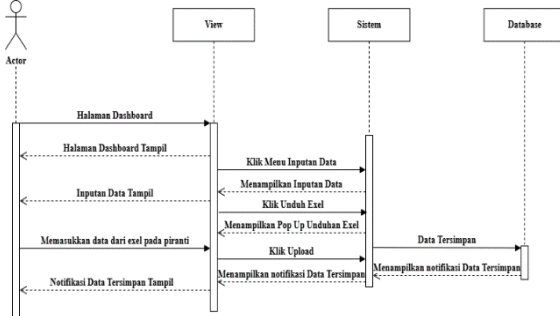 View
Sistem
Database
Actor
Halaman Dashboard
Halaman Dashboard Tampil
Klik Menu Inputan Data
Menampilkan Inputan Data
Inputan Data Tampil
Klik Unduh Exel
Menampilkan Pop Up Unduhan Exel
Memasukkan data dari exel pada piranti
Data Tersimpan
Klik Upload
Menampilkan notifikasi Data Tersimpan
Menampilkan notifikasi Data Tersimpan
Notifikasi Data Tersimpan Tampil